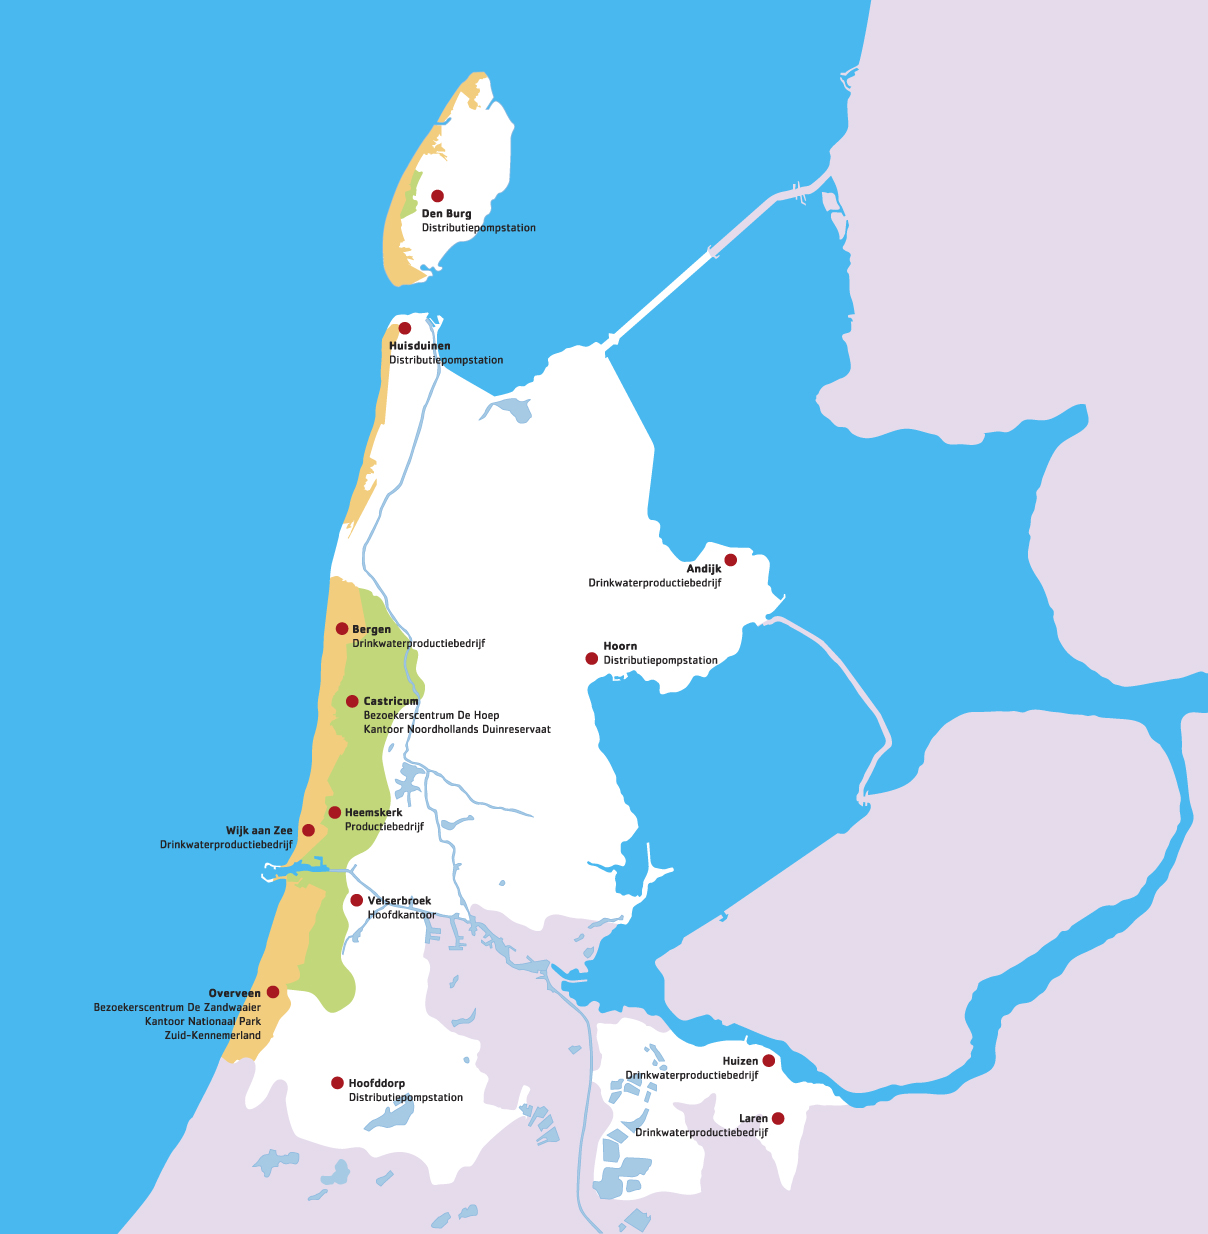 Den Burg
Distributiepompstation
Huisduinen
Distributiepompstation
Andijk
Drinkwaterproductiebedrijf
Bergen
Drinkwaterproductiebedrijf
Hoorn
Distributiepompstation
Castricum
Bezoekerscentrum De Hoep
Kantoor Noordhollands Duinreservaat
Heemskerk
Productiebedrijf
Wijk aan Zee
Drinkwaterproductiebedrijf
Velserbroek
Hoofdkantoor
Overveen
Bezoekerscentrum De Zandwaaier
Kantoor Nationaal Park
Zuid-Kennemerland
Huizen
Drinkwaterproductiebedrijf
Hoofddorp
Distributiepompstation
Laren
Drinkwaterproductiebedrijf